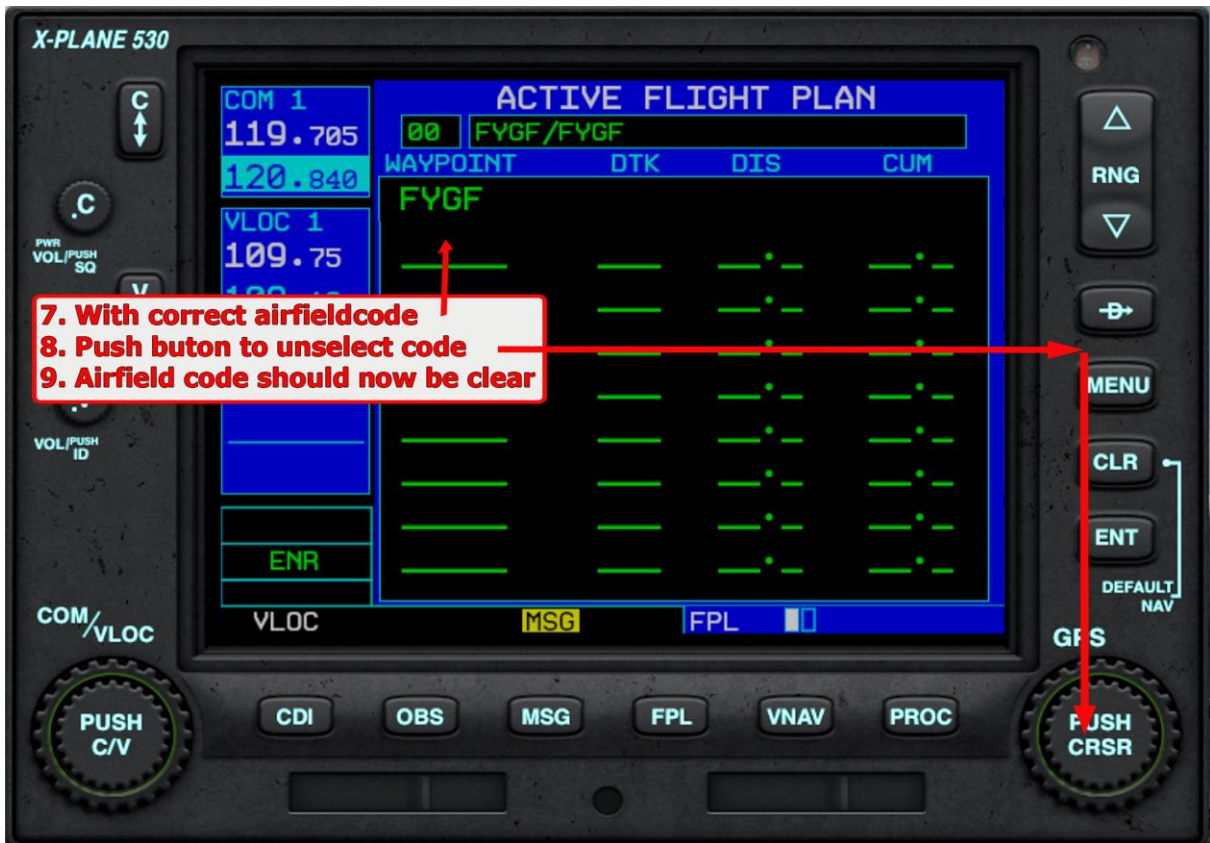 X-PLANE 530
C
COM 1
119.705
120.840
ACTIVE FLIGHT PLAN
00 FYGF/FYGF
WAYPOINT DTK DIS CUM
FYGF
RNG
.C
PWR
VOL/PUSH
SQ
VLOC 1
109.75
7. With correct airfieldcode
8. Push buton to unselect code
9. Airfield code should now be clear
MENU
VOL/PUSH
ID
CLR
ENT
DEFAULT
NAV
ENR
COM/VLOC
VLOC MSG FPL
GPS
PUSH
C/V
CDI OBS MSG FPL VNAV PROC
PUSH
CRSR